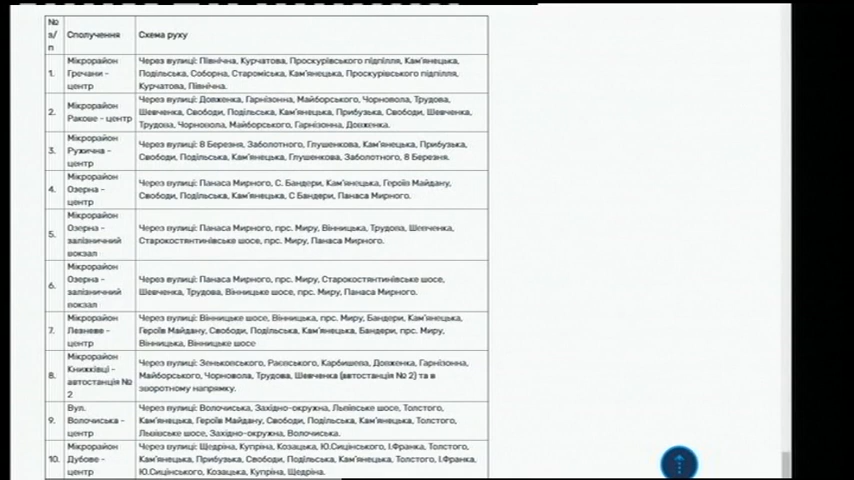 №
з/
п
Сполучення
Схема руху
1.
Мікрорайон
Гречани -
центр
Через вулиці: Північна, Курчатова, Проскурівського підпілля, Кам'янецька,
Подільська, Соборна, Староміська, Кам'янецька, Проскурівського підпілля,
Курчатова, Північна.
2.
Мікрорайон
Ракове - центр
Через вулиці: Довженка, Гарнізонна, Майборського, Чорновола, Трудова,
Шевченка, Свободи, Подільська, Кам'янецька, Прибузька, Свободи, Шевченка,
Трудова, Чорновола, Майборського, Гарнізонна, Довженка.
3.
Мікрорайон
Ружична -
центр
Через вулиці: 8 Березня, Заболотного, Глушенкова, Кам'янецька, Прибузька,
Свободи, Подільська, Кам'янецька, Глушенкова, Заболотного, 8 Березня.
4.
Мікрорайон
Озерна -
центр
Через вулиці: Панаса Мирного, С. Бандери, Кам'янецька, Героїв Майдану,
Свободи, Подільська, Кам'янецька, С Бандери, Панаса Мирного.
5.
Мікрорайон
Озерна -
залізничний
вокзал
Через вулиці: Панаса Мирного, прс. Миру, Вінницька, Трудова, Шевченка,
Старокостянтинівське шосе, прс. Миру, Панаса Мирного.
6.
Мікрорайон
Озерна -
залізничний
вокзал
Через вулиці: Панаса Мирного, прс. Миру, Старокостянтинівське шосе,
Шевченка, Трудова, Вінницьке шосе, прс. Миру, Панаса Мирного.
7.
Мікрорайон
Лезневе -
центр
Через вулиці: Вінницьке шосе, Вінницька, прс. Миру, Бандери, Кам'янецька,
Героїв Майдану, Свободи, Подільська, Кам'янецька, Бандери, прс. Миру,
Вінницька, Вінницьке шосе
8.
Мікрорайон
Книжківці -
автостанція №
2
Через вулиці: Зеньковського, Раєвського, Карбишева, Довженка, Гарнізонна,
Майборського, Чорновола, Трудова, Шевченка (автостанція № 2) та в
зворотному напрямку.
9.
Вул.
Волочиська -
центр
Через вулиці: Волочиська, Західно-окружна, Львівське шосе, Толстого,
Кам'янецька, Героїв Майдану, Свободи, Подільська, Кам'янецька, Толстого,
Львівське шосе, Західно-окружна, Волочиська.
10.
Мікрорайон
Дубове -
центр
Через вулиці: Щедріна, Купріна, Козацька, Ю.Сицінського, І.Франка, Толстого,
Кам'янецька, Прибузька, Свободи, Подільська, Кам'янецька, Толстого, І.Франка,
Ю.Сицінського, Козацька, Купріна, Щедріна.